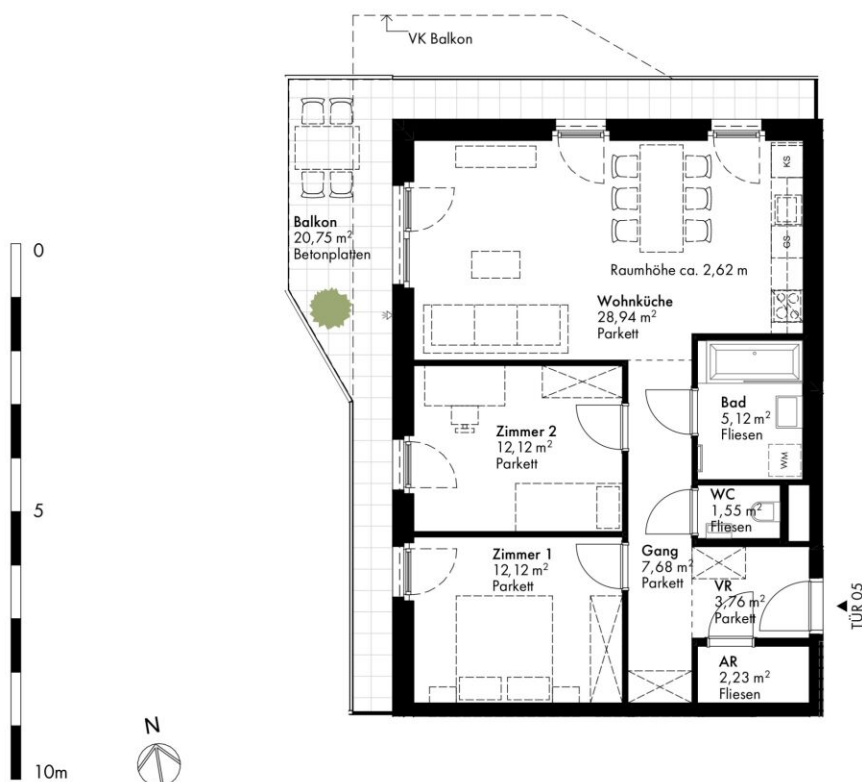 VK Balkon
KS
GS
Balkon
20,75 m²
Betonplatten
Raumhöhe ca. 2,62 m
Wohnküche
28,94 m²
Parkett
0
Bad
5,12 m²
Fliesen
WM
Zimmer 2
12,12 m²
Parkett
WC
1,55 m²
Fliesen
5
Zimmer 1
12,12 m²
Parkett
Gang
7,68 m²
Parkett
VR
3,76 m²
Parkett
TÜR 05
AR
2,23 m²
Fliesen
N
10m